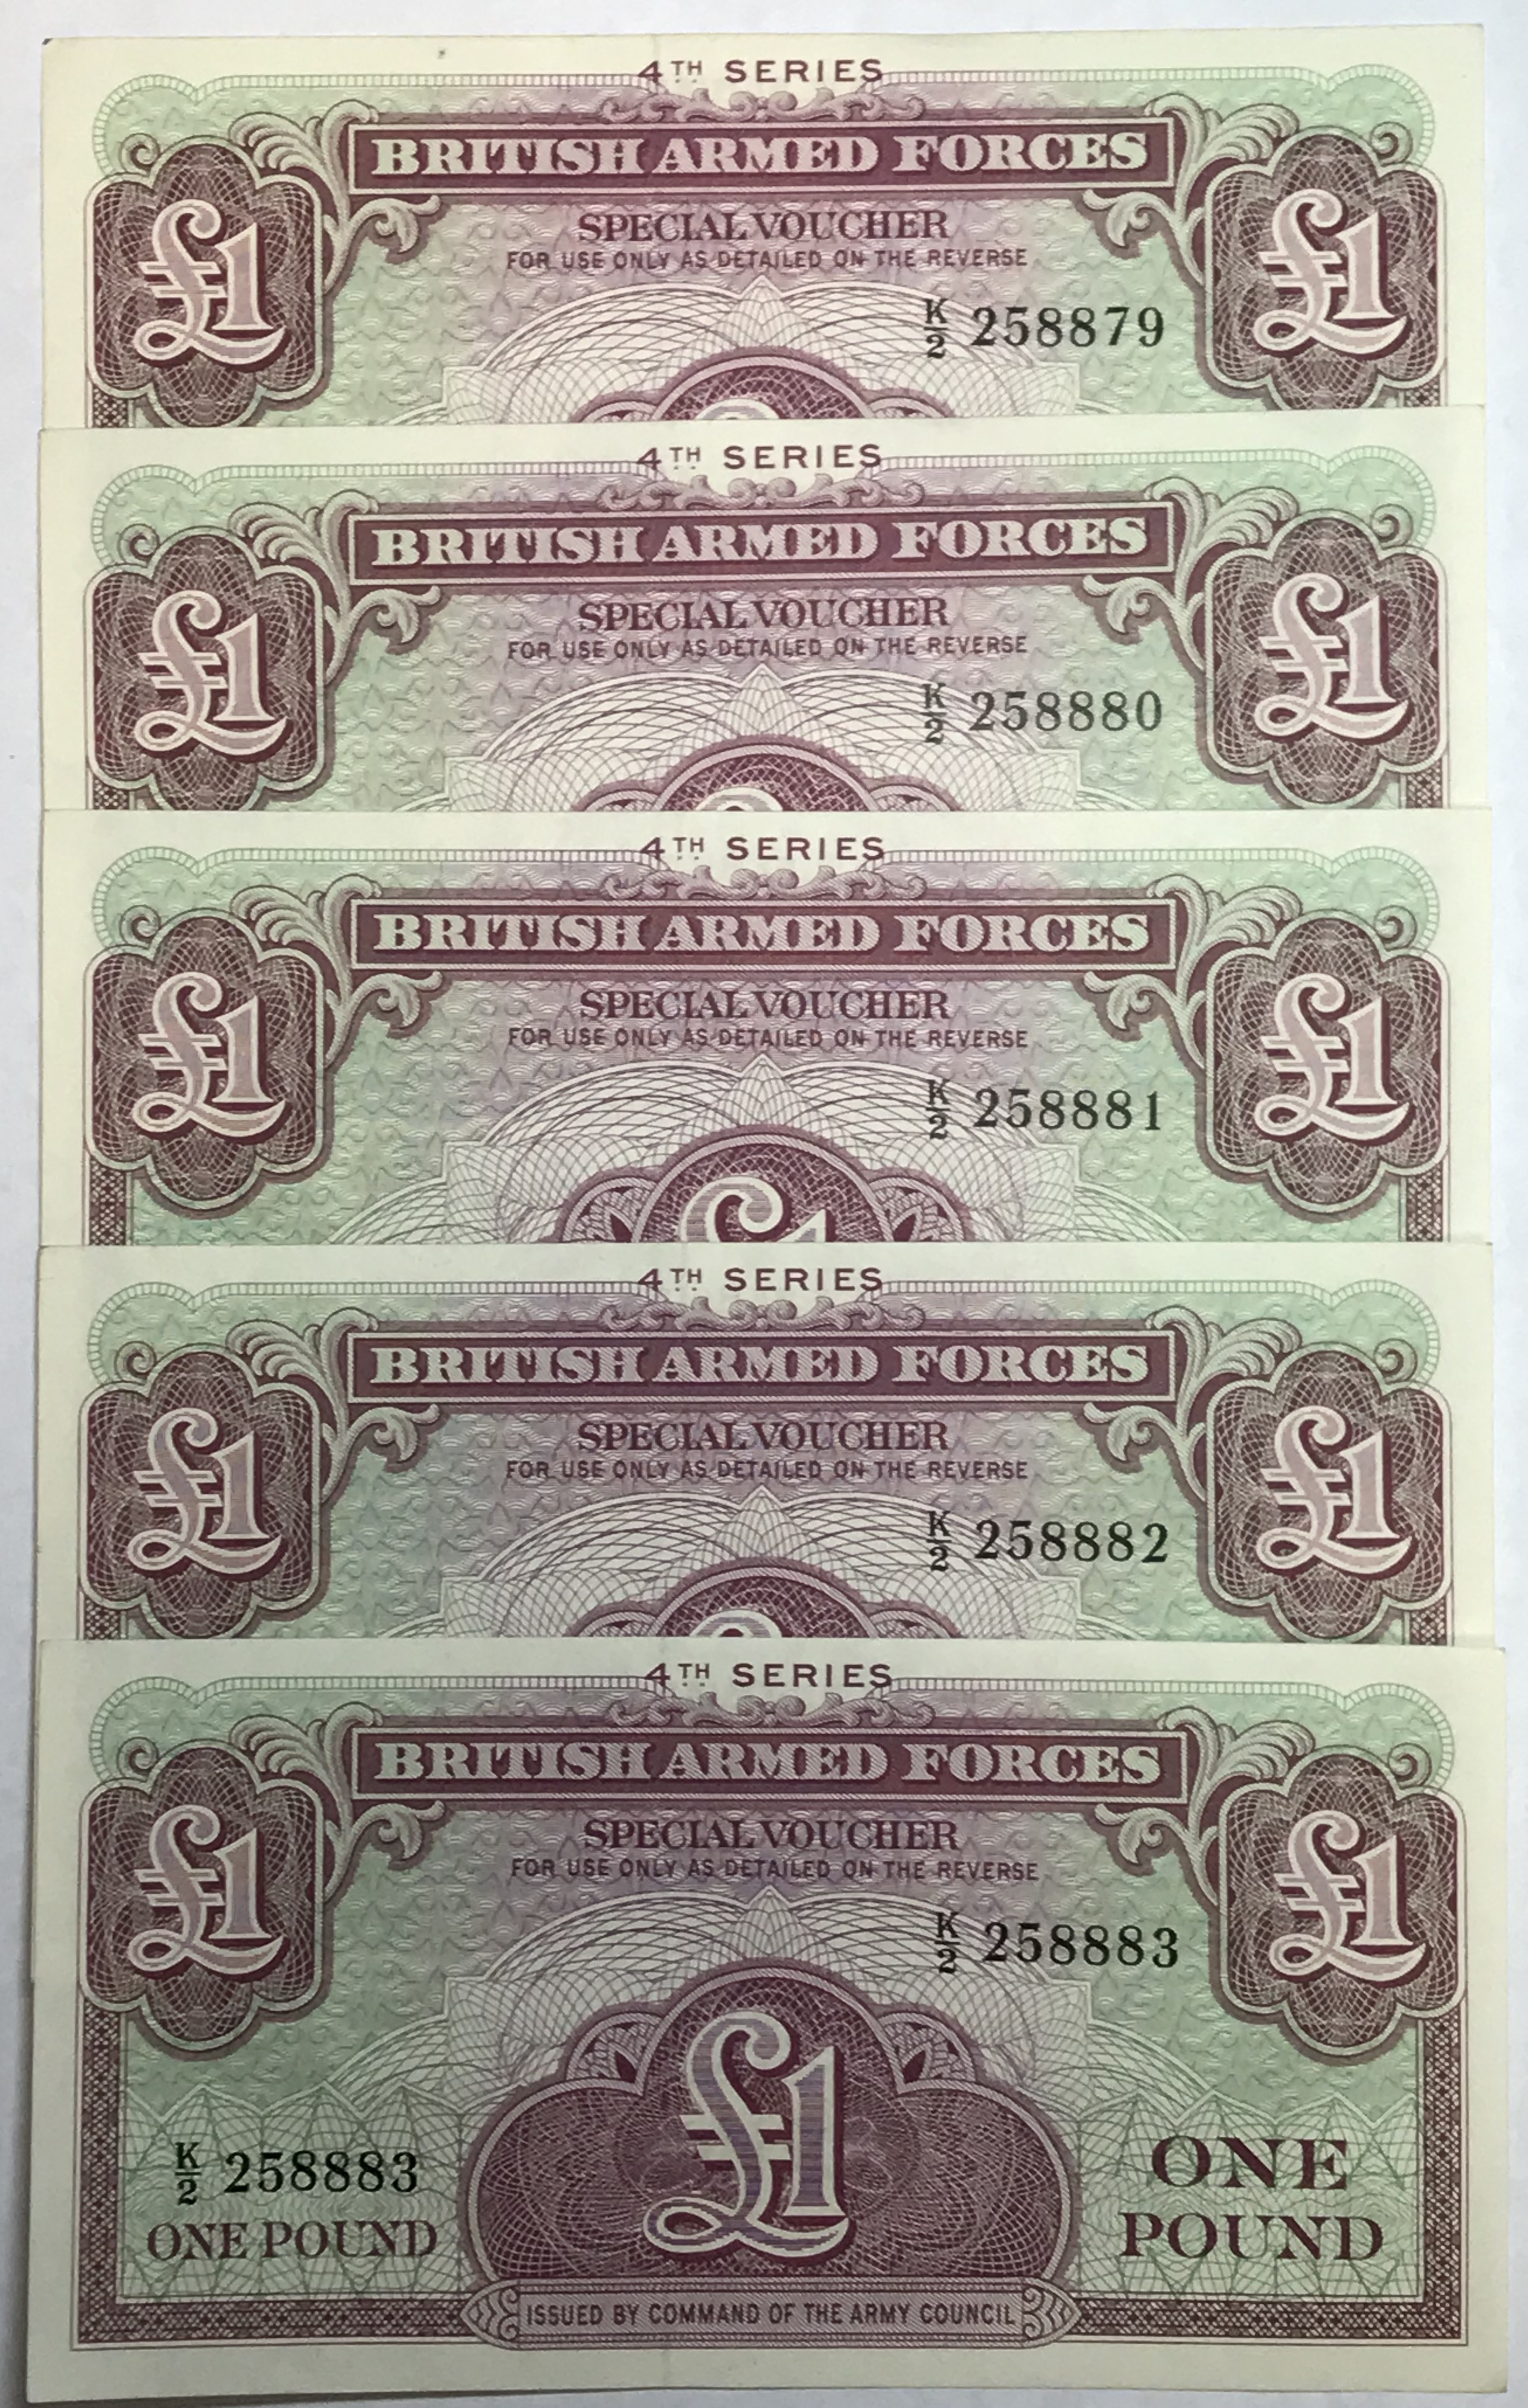 4TH SERIES
BRITISH ARMED FORCES
£1 £1
SPECIAL VOUCHER
FOR USE ONLY AS DETAILED ON THE REVERSE
K/2 258879
4TH SERIES
BRITISH ARMED FORCES
£1 £1
SPECIAL VOUCHER
FOR USE ONLY AS DETAILED ON THE REVERSE
K/2 258880
4TH SERIES
BRITISH ARMED FORCES
£1 £1
SPECIAL VOUCHER
FOR USE ONLY AS DETAILED ON THE REVERSE
K/2 258881
4TH SERIES
BRITISH ARMED FORCES
£1 £1
SPECIAL VOUCHER
FOR USE ONLY AS DETAILED ON THE REVERSE
K/2 258882
4TH SERIES
BRITISH ARMED FORCES
£1 £1
SPECIAL VOUCHER
FOR USE ONLY AS DETAILED ON THE REVERSE
K/2 258883
£1
K/2 258883
ONE POUND
ONE
POUND
ISSUED BY COMMAND OF THE ARMY COUNCIL